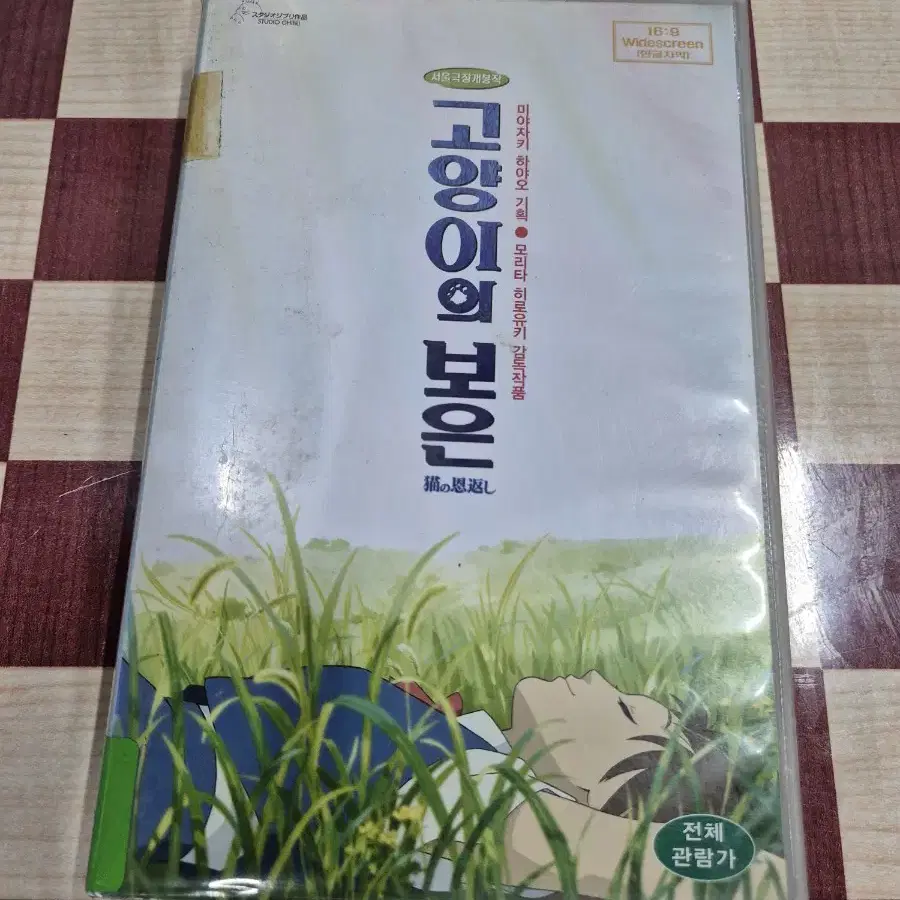 スタジオジブリ作品
STUDIO GHIBLI
16:9
Widescreen
(한글자막)
서울극장개봉작
고양이의 보은
미야자키 하야오 기획 ● 모리타 히로유키 감독작품
猫の恩返し
전체
관람가